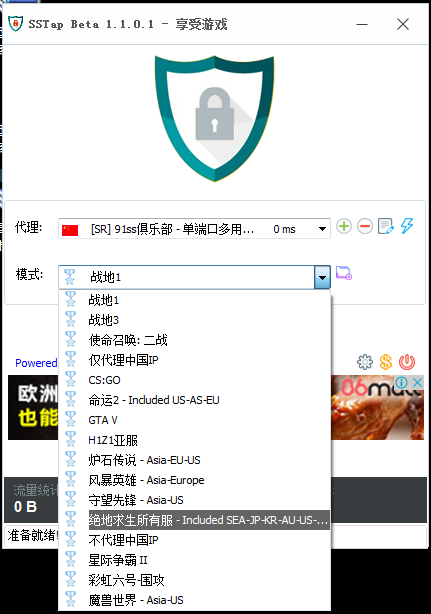 SSTap Beta 1.1.0.1 - 享受游戏
代理: [SR] 91ss俱乐部 - 单端口多用... 0 ms
模式: 战地1
战地1
战地3
使命召唤: 二战
仅代理中国IP
Powered
CS:GO
欧洲
86mall
命运2 - Included US-AS-EU
也能
GTA V
H1Z1亚服
炉石传说 - Asia-EU-US
风暴英雄 - Asia-Europe
流量统计
守望先锋 - Asia-US
0 B
绝地求生所有服 - Included SEA-JP-KR-AU-US-...
准备就绪!
不代理中国IP
星际争霸 II
彩虹六号-围攻
魔兽世界 - Asia-US